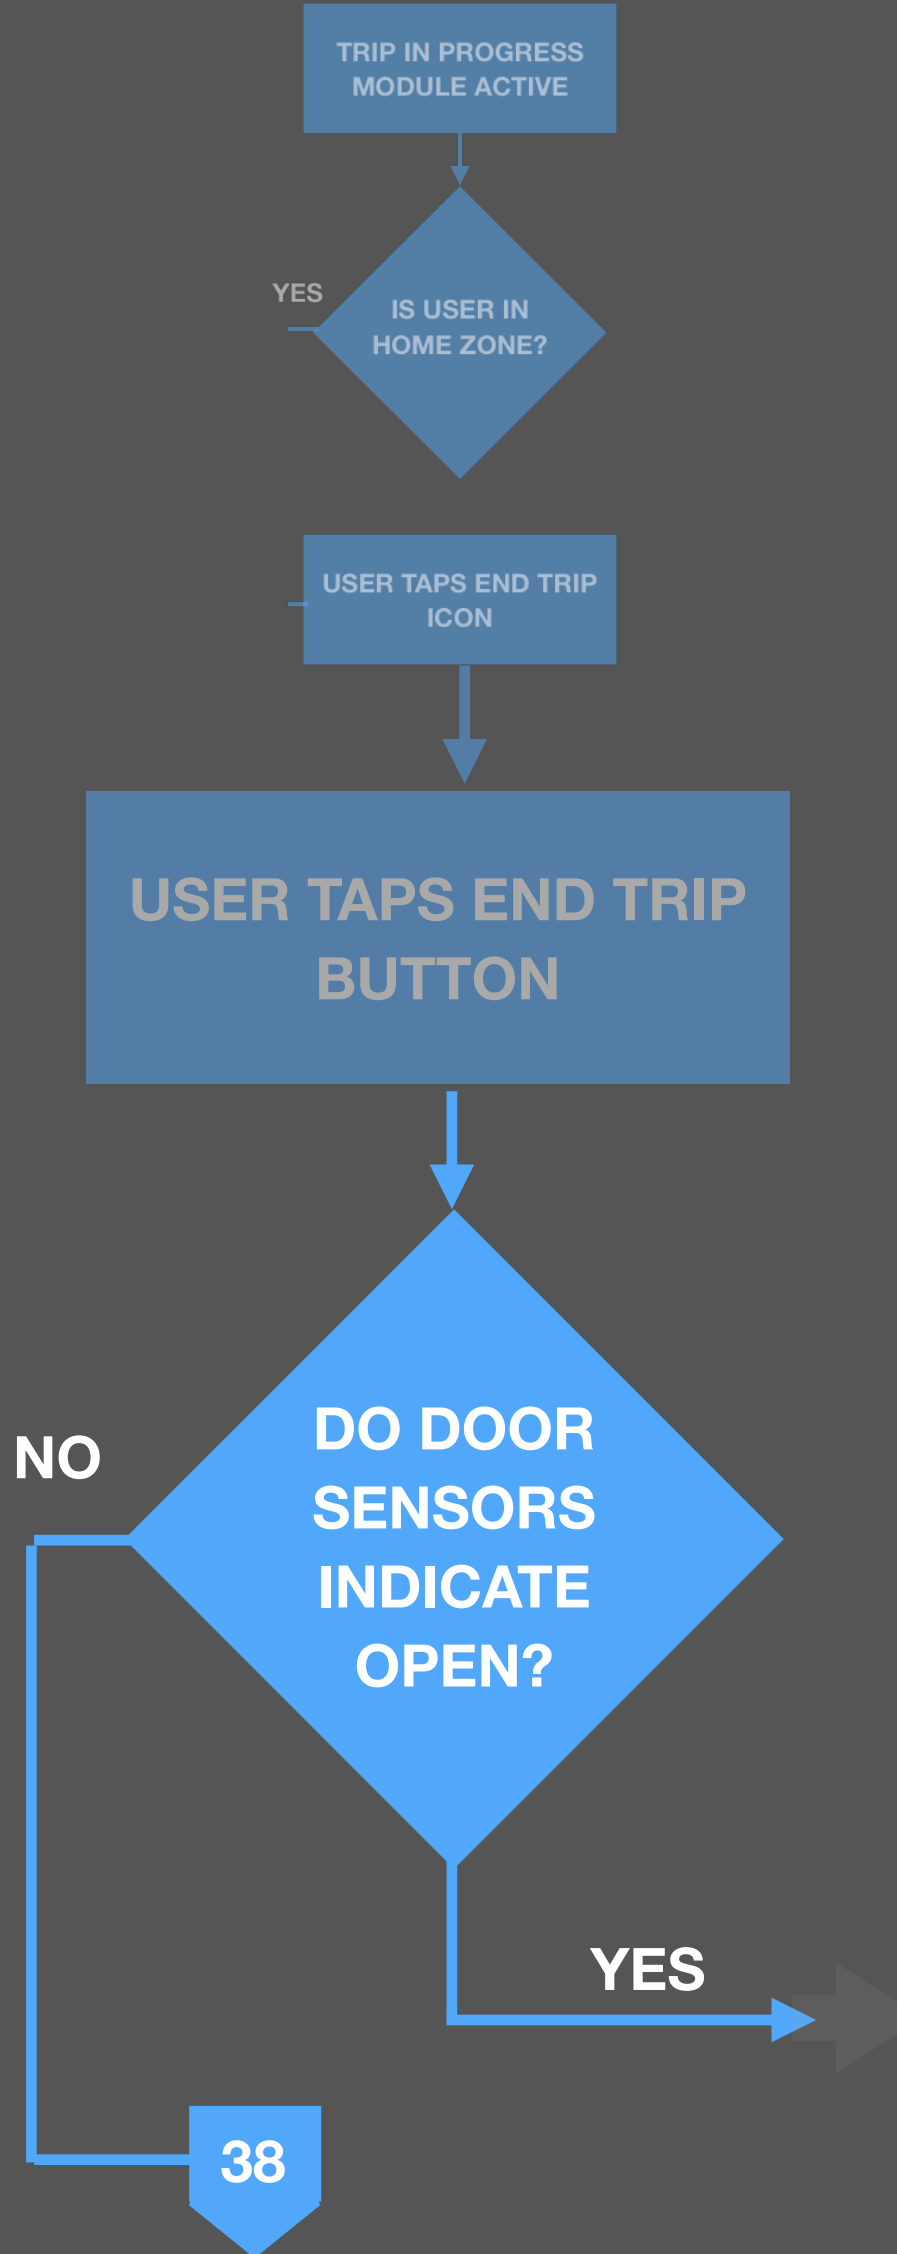 TRIP IN PROGRESS
MODULE ACTIVE
YES
IS USER IN
HOME ZONE?
USER TAPS END TRIP
ICON
USER TAPS END TRIP
BUTTON
NO
DO DOOR
SENSORS
INDICATE
OPEN?
YES
38